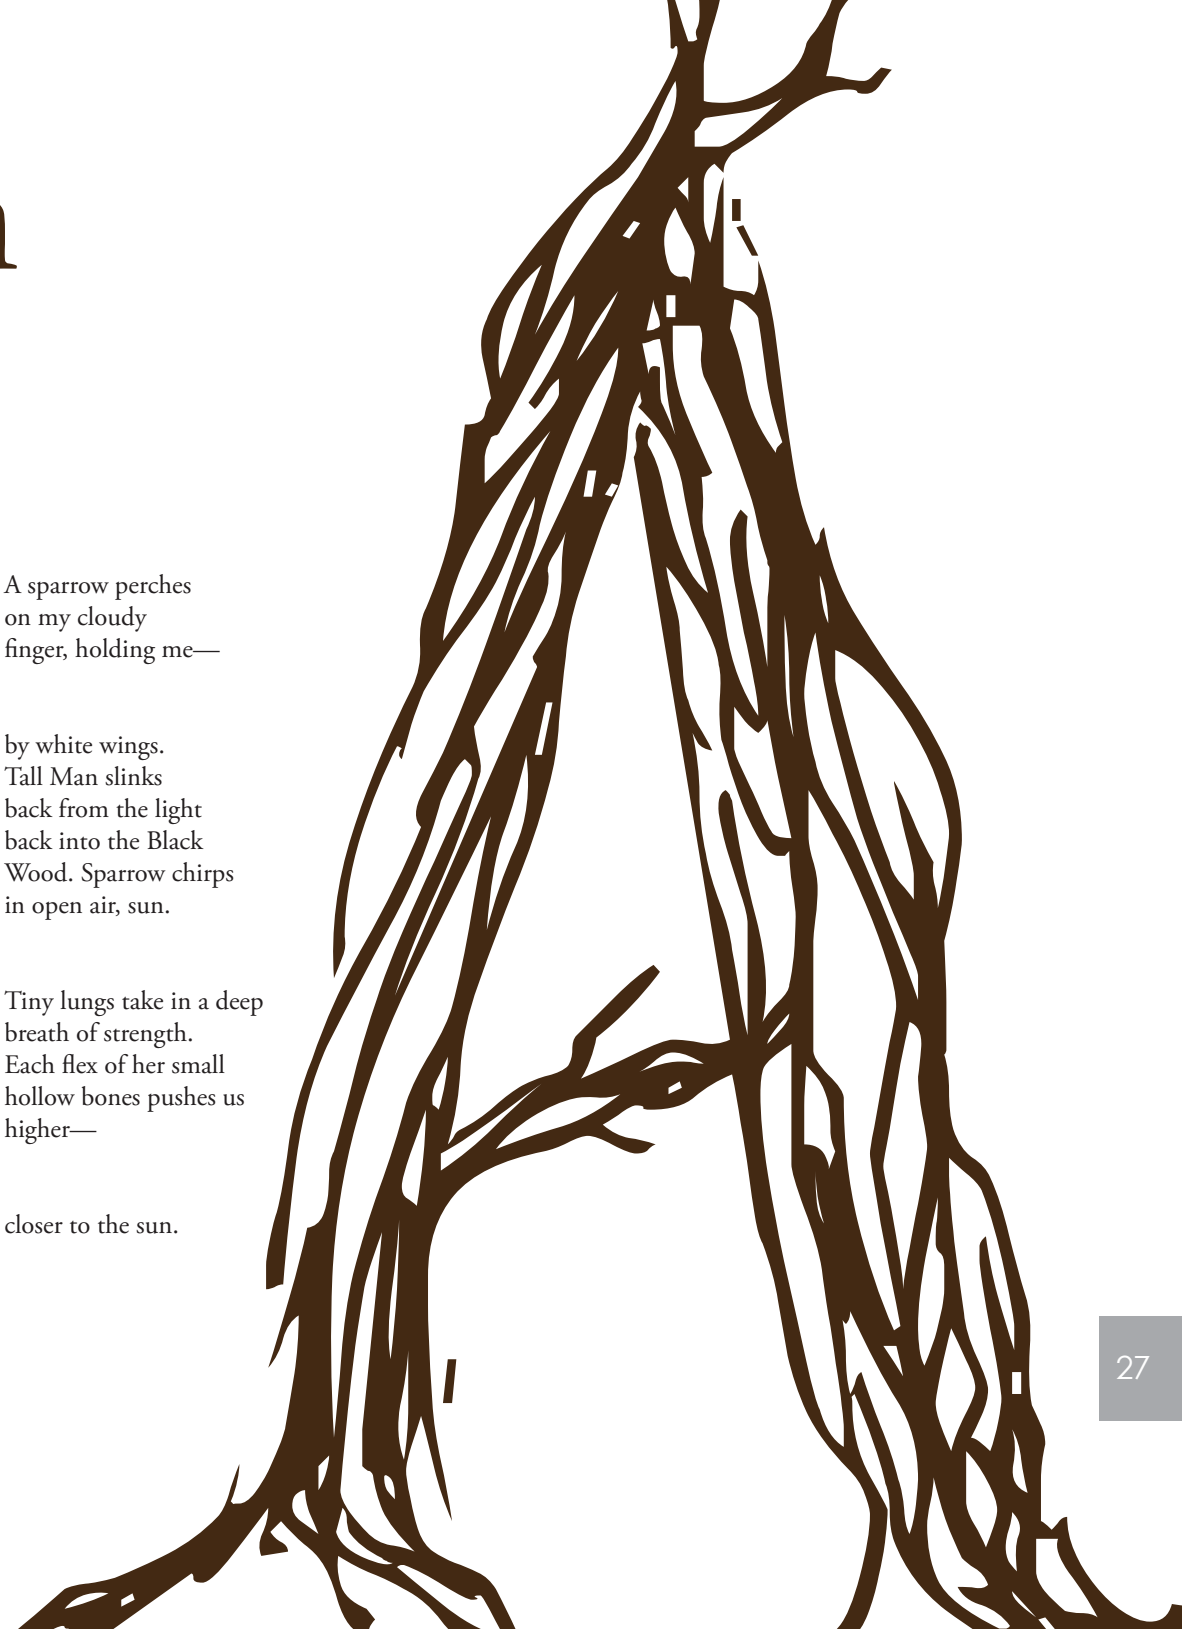 A sparrow perches
on my cloudy
finger, holding me—
by white wings.
Tall Man slinks
back from the light
back into the Black
Wood. Sparrow chirps
in open air, sun.
Tiny lungs take in a deep
breath of strength.
Each flex of her small
hollow bones pushes us
higher—
closer to the sun.
27